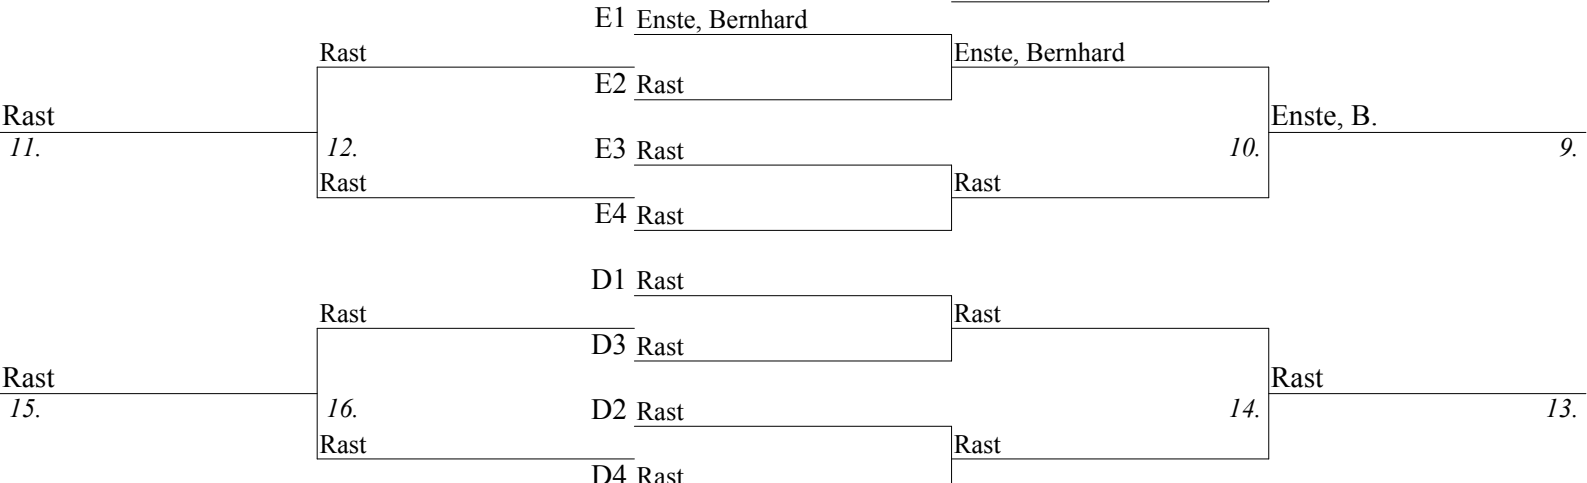 E1 Enste, Bernhard
Rast Enste, Bernhard
E2 Rast
Rast Enste, B.
11. 12. E3 Rast 10. 9.
Rast Rast
E4 Rast
D1 Rast
Rast Rast
D3 Rast
Rast Rast
15. 16. D2 Rast 14. 13.
Rast Rast
D4 Rast